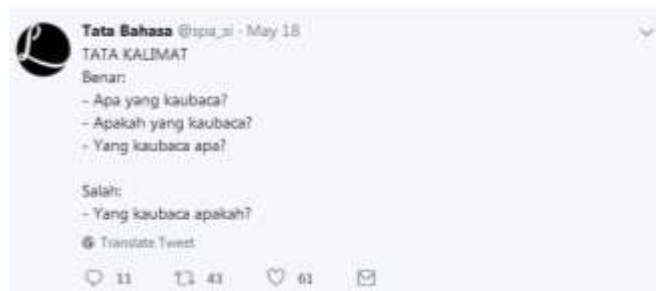 Tata Bahasa @spa_si · May 18
TATA KALIMAT
Benar:
- Apa yang kaubaca?
- Apakah yang kaubaca?
- Yang kaubaca apa?
Salah:
- Yang kaubaca apakah?
Translate Tweet
11 43 61